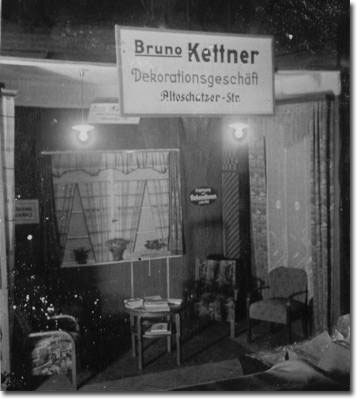 Bruno Kettner
Dekorationsgeschäft
Altoschatzer-Str.